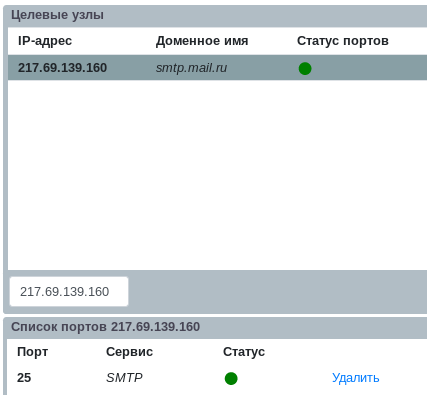 Целевые узлы
IP-адрес Доменное имя Статус портов
217.69.139.160 smtp.mail.ru
217.69.139.160
Список портов 217.69.139.160
Порт Сервис Статус
25 SMTP Удалить